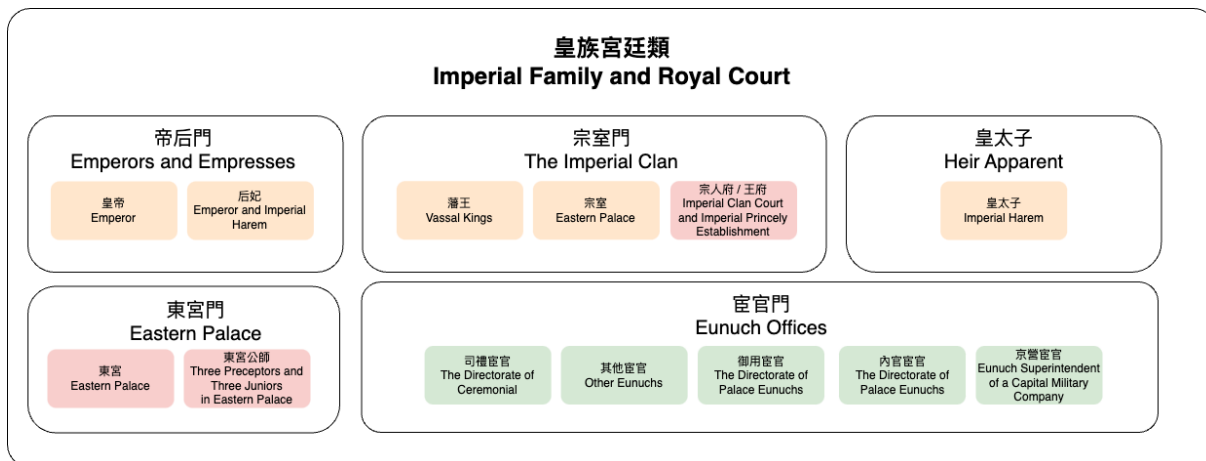 皇族宮廷類
Imperial Family and Royal Court
帝后門
Emperors and Empresses
皇帝
Emperor
后妃
Emperor and Imperial
Harem
宗室門
The Imperial Clan
藩王
Vassal Kings
宗室
Eastern Palace
宗人府 / 王府
Imperial Clan Court
and Imperial Princely
Establishment
皇太子
Heir Apparent
皇太子
Imperial Harem
東宮門
Eastern Palace
東宮
Eastern Palace
東宮公師
Three Preceptors and
Three Juniors
in Eastern Palace
宦官門
Eunuch Offices
司禮宦官
The Directorate of
Ceremonial
其他宦官
Other Eunuchs
御用宦官
The Directorate of
Palace Eunuchs
內官宦官
The Directorate of
Palace Eunuchs
京營宦官
Eunuch Superintendent
of a Capital Military
Company